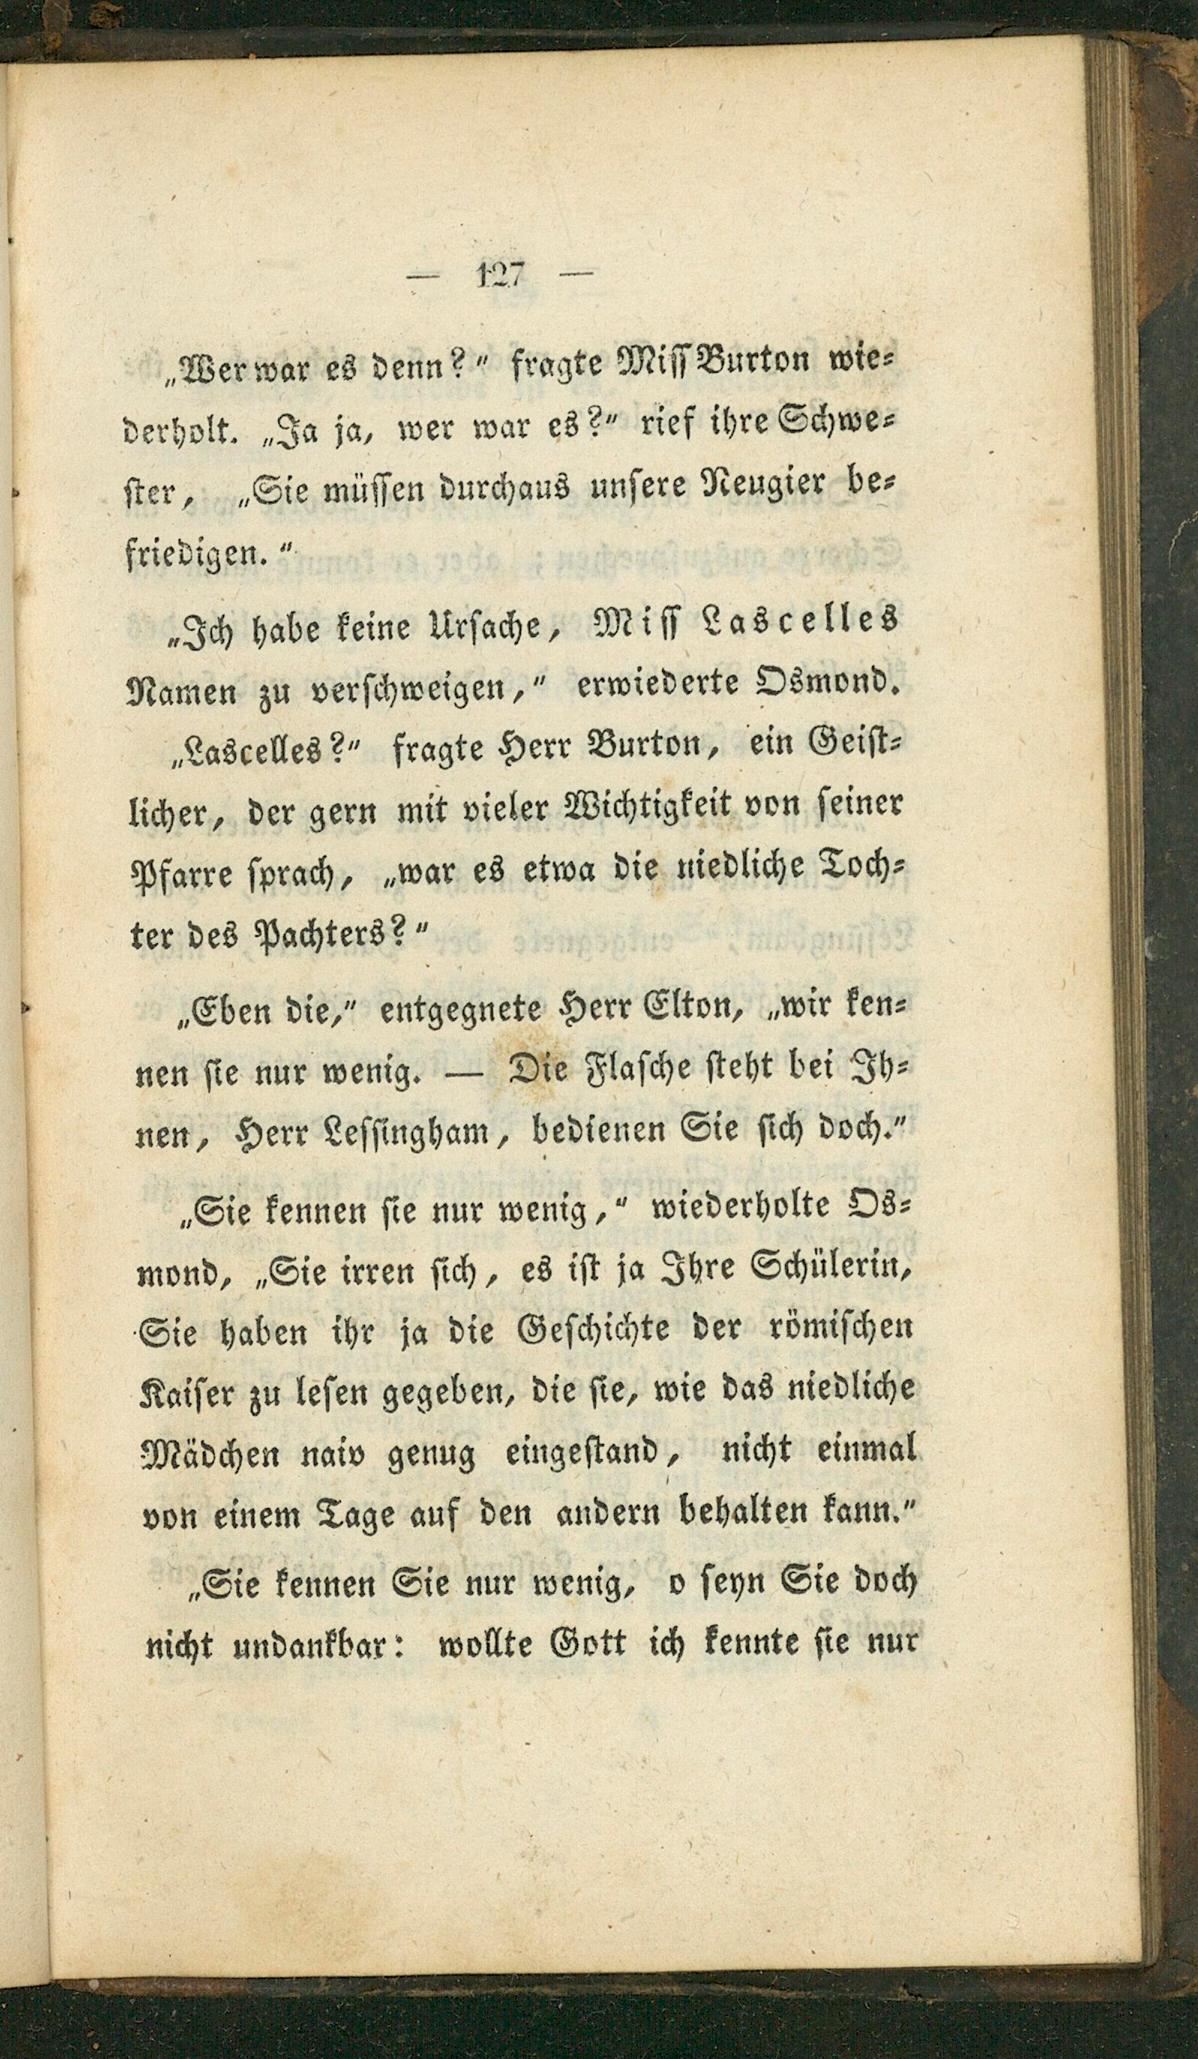 — 127 —
„Wer war es denn?" fragte Miss Burton wie-
derholt. „Ja ja, wer war es?" rief ihre Schwe-
ster, „Sie müssen durchaus unsere Neugier be-
friedigen."
„Ich habe keine Ursache, Miss Lascelles
Namen zu verschweigen," erwiederte Osmond.
„Lascelles?" fragte Herr Burton, ein Geist-
licher, der gern mit vieler Wichtigkeit von seiner
Pfarre sprach, „war es etwa die niedliche Toch-
ter des Pachters?"
„Eben die," entgegnete Herr Elton, „wir ken-
nen sie nur wenig. — Die Flasche steht bei Ih-
nen, Herr Lessingham, bedienen Sie sich doch."
„Sie kennen sie nur wenig," wiederholte Os-
mond, „Sie irren sich, es ist ja Ihre Schülerin,
Sie haben ihr ja die Geschichte der römischen
Kaiser zu lesen gegeben, die sie, wie das niedliche
Mädchen naiv genug eingestand, nicht einmal
von einem Tage auf den andern behalten kann."
„Sie kennen Sie nur wenig, o seyn Sie doch
nicht undankbar: wollte Gott ich kennte sie nur